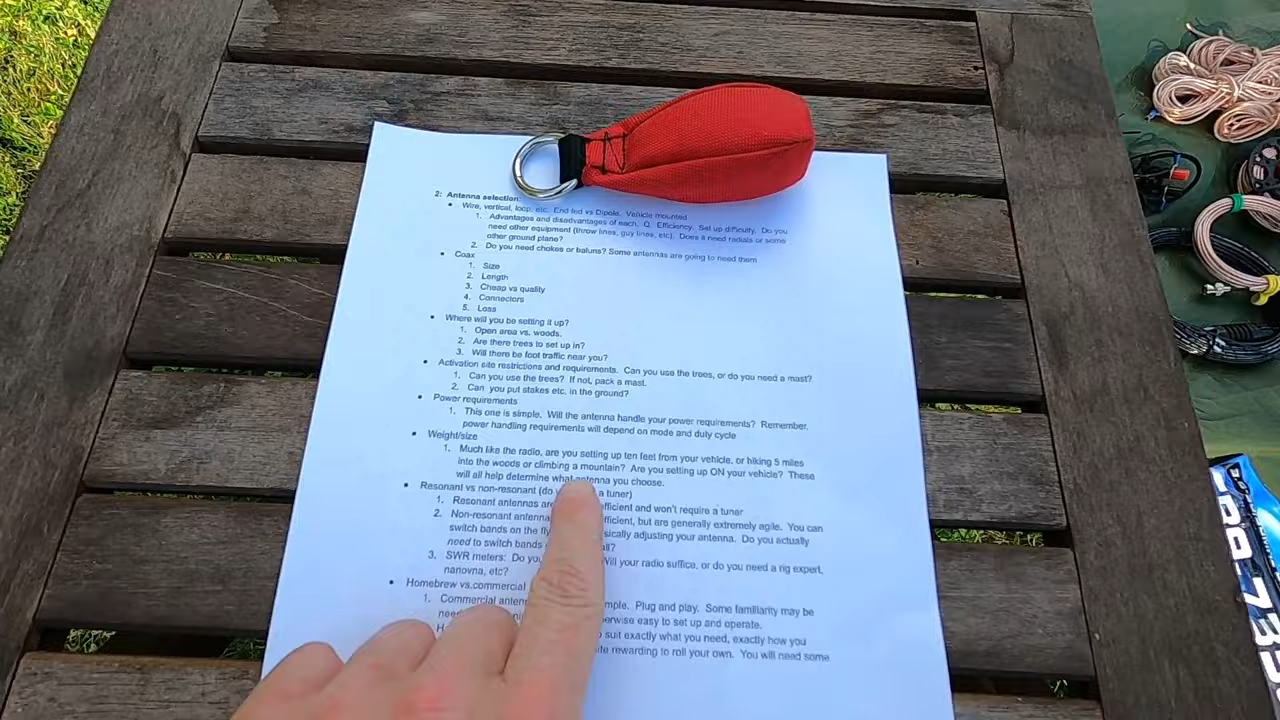 2: Antenna selection:
• Wire, vertical, loop, etc. End fed vs Dipole. Vehicle mounted
1. Advantages and disadvantages of each. Q. Efficiency. Set up difficulty. Do you
need other equipment (throw lines, guy lines, etc). Does it need radials or some
other ground plane?
2. Do you need chokes or baluns? Some antennas are going to need them
• Coax
1. Size
2. Length
3. Cheap vs quality
4. Connectors
5. Loss
• Where will you be setting it up?
1. Open area vs. woods.
2. Are there trees to set up in?
3. Will there be foot traffic near you?
• Activation site restrictions and requirements. Can you use the trees, or do you need a mast?
1. Can you use the trees? If not, pack a mast.
2. Can you put stakes etc. in the ground?
• Power requirements
1. This one is simple. Will the antenna handle your power requirements? Remember,
power handling requirements will depend on mode and duty cycle
• Weight/size
1. Much like the radio, are you setting up ten feet from your vehicle, or hiking 5 miles
into the woods or climbing a mountain? Are you setting up ON your vehicle? These
will all help determine what antenna you choose.
• Resonant vs non-resonant (do a tuner)
1. Resonant antennas are efficient and won't require a tuner
2. Non-resonant antenna but are generally extremely agile. You can
switch bands on the adjusting your antenna. Do you actually
need to switch bands
3. SWR meters: Do you Will your radio suffice, or do you need a rig expert,
nanovna, etc?
• Homebrew vs.commercial
1. Commercial Plug and play. Some familiarity may be
easy to set up and operate.
suit exactly what you need, exactly how you
rewarding to roll your own. You will need some